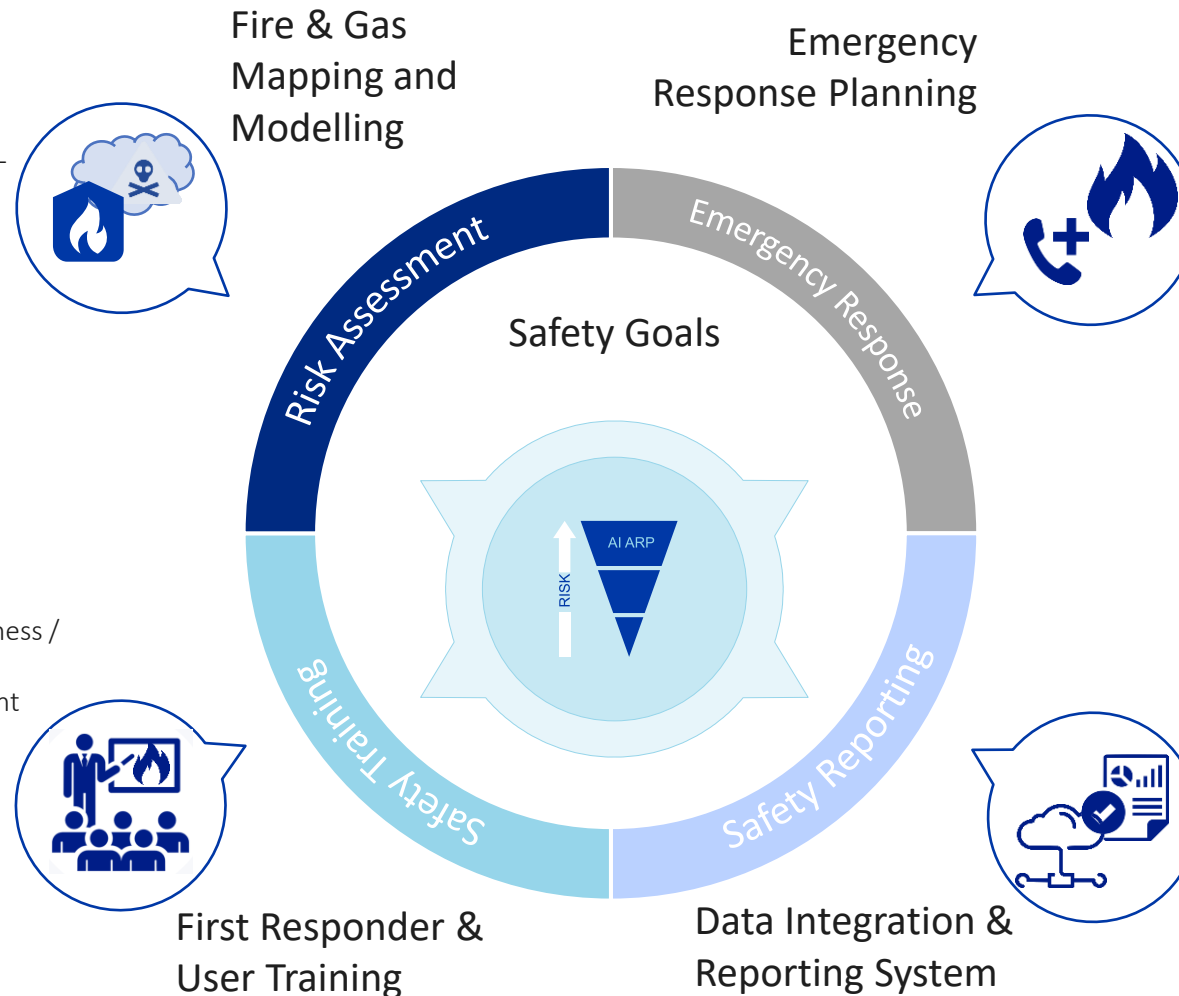 Fire & Gas
Mapping and
Modelling
Emergency
Response Planning
Risk Assessment
Emergency Response
Safety Goals
AI ARP
RISK
ness /
nt
Safety Training
Safety Reporting
First Responder &
User Training
Data Integration &
Reporting System